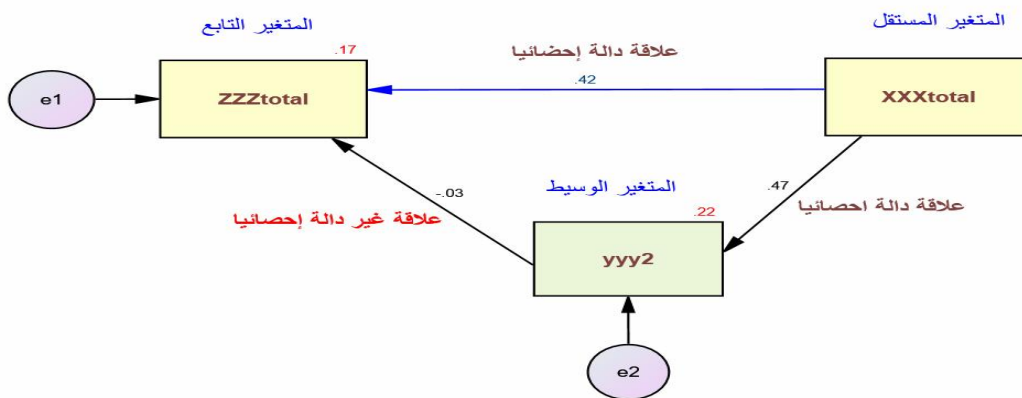 المتغير التابع
المتغير المستقل
.17
علاقة دالة إحصائيا
.42
e1
ZZZtotal
XXXtotal
المتغير الوسيط
-.03
.47
علاقة غير دالة إحصائيا
.22
علاقة دالة احصائيا
yyy2
e2